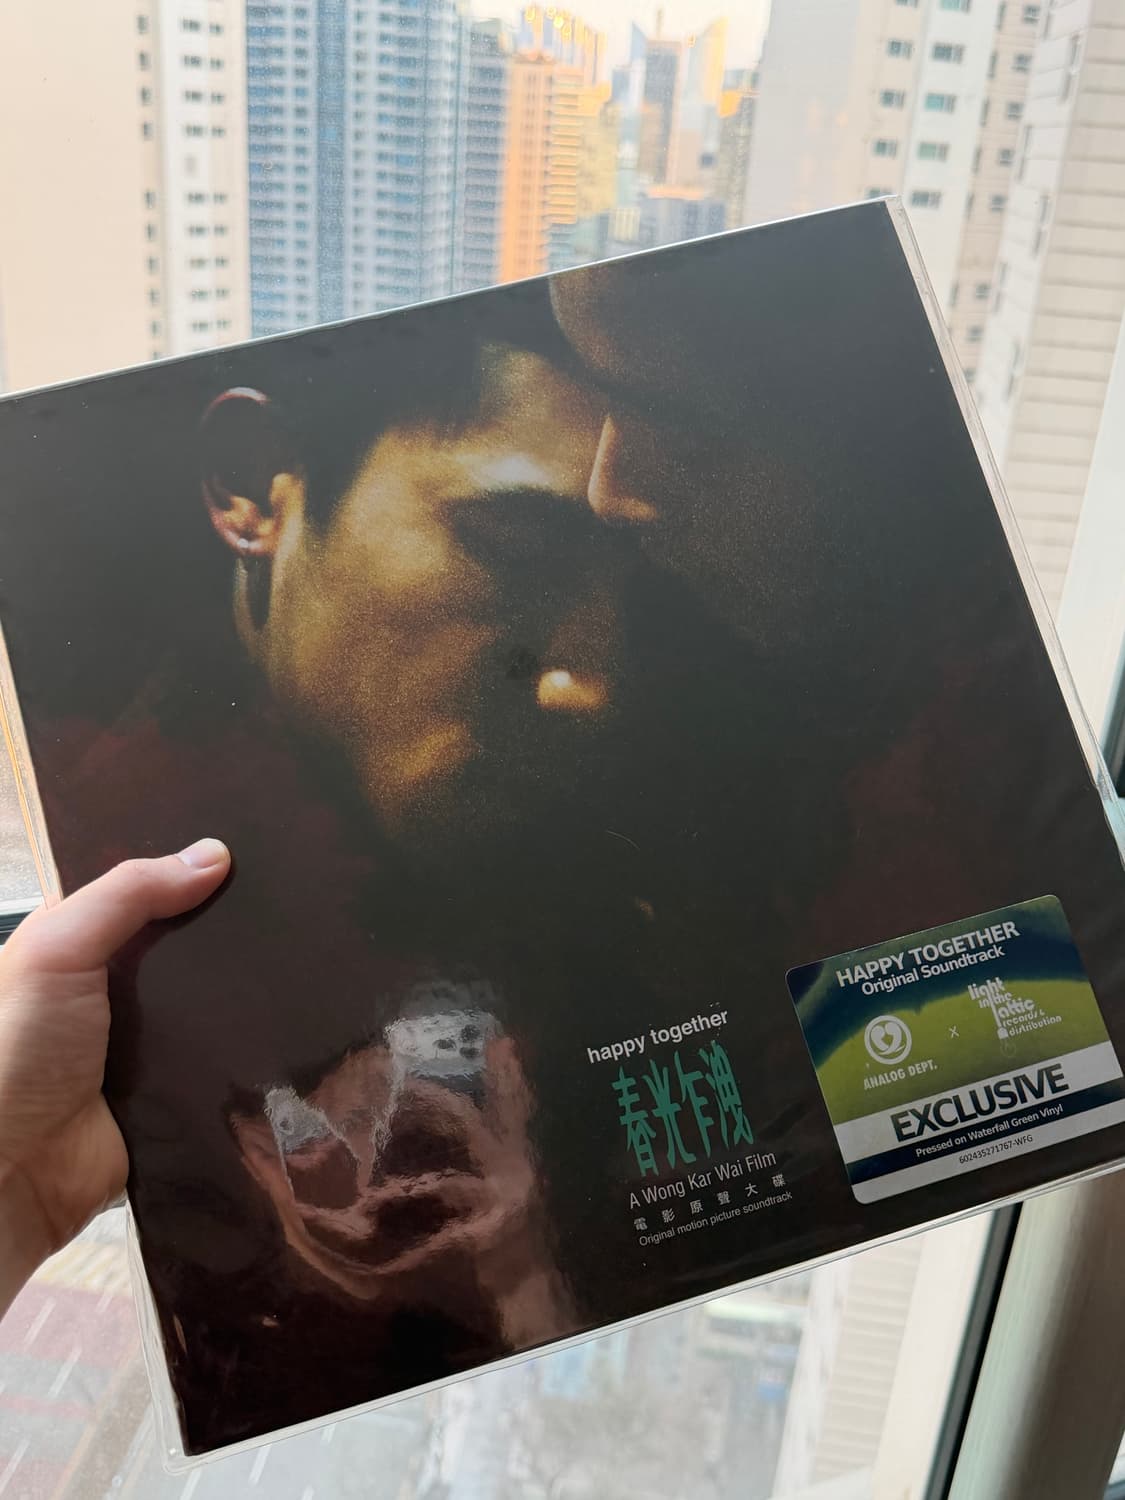 happy together
春光乍洩
A Wong Kar Wai Film
電影原聲大碟
Original motion picture soundtrack
HAPPY TOGETHER
Original Soundtrack
ANALOG DEPT.
x
light
in the
attic
records &
distribution
EXCLUSIVE
Pressed on Waterfall Green Vinyl
602435271767-WFG